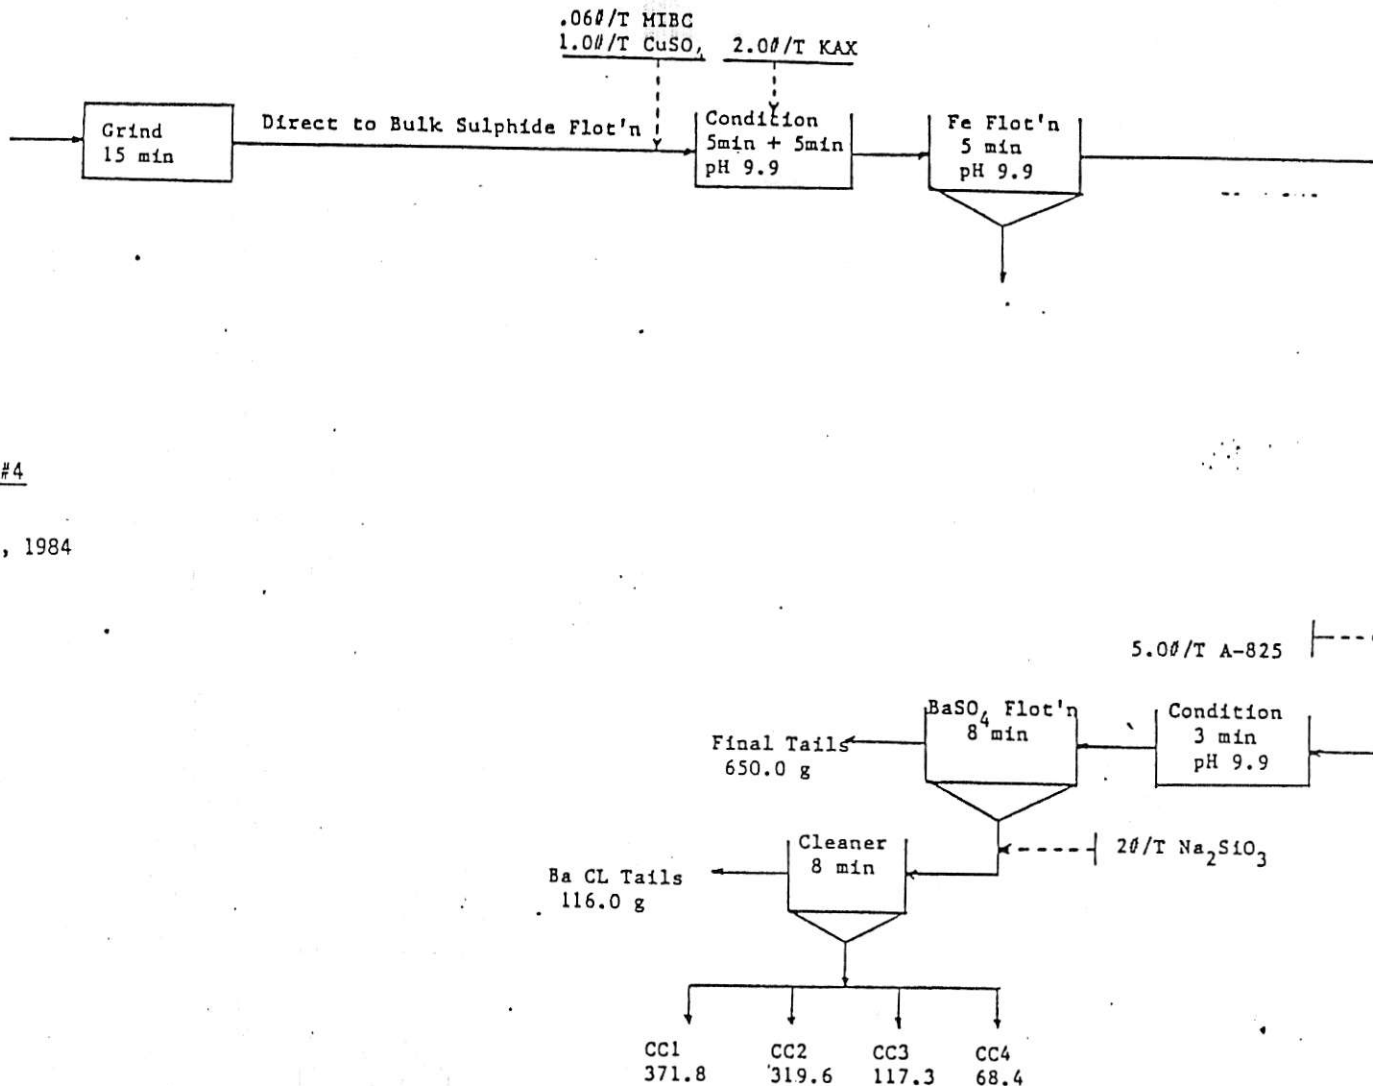 .06#/T MIBC
1.0#/T CuSO4
2.0#/T KAX
Grind
15 min
Direct to Bulk Sulphide Flot'n
Condition
5min + 5min
pH 9.9
Fe Flot'n
5 min
pH 9.9
#4
, 1984
5.0#/T A-825
BaSO4 Flot'n
8 min
Condition
3 min
pH 9.9
Final Tails
650.0 g
Cleaner
8 min
2#/T Na2SiO3
Ba CL Tails
116.0 g
CC1
371.8
CC2
319.6
CC3
117.3
CC4
68.4